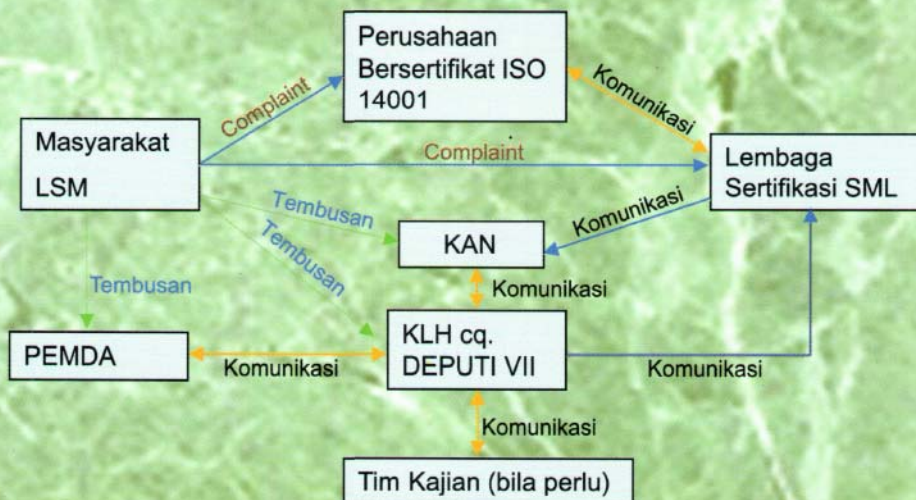 Perusahaan
Bersertifikat ISO
14001
Complaint
Komunikasi
Masyarakat
LSM
Complaint
Lembaga
Sertifikasi SML
Tembusan
Komunikasi
KAN
Tembusan
Komunikasi
Tembusan
PEMDA
Komunikasi
KLH cq.
DEPUTI VII
Komunikasi
Komunikasi
Tim Kajian (bila perlu)